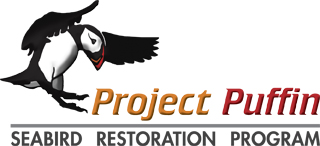 Project Puffin
SEABIRD RESTORATION PROGRAM